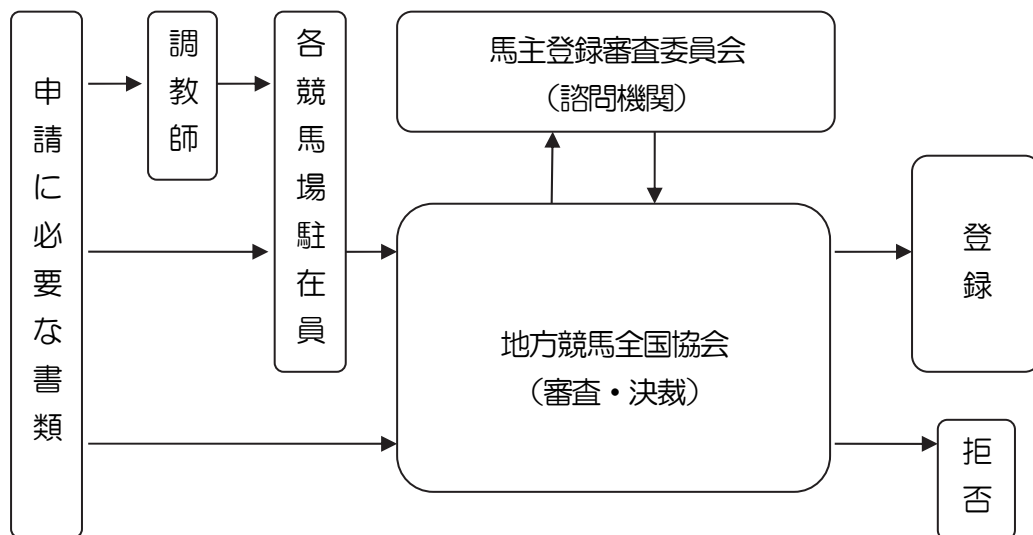 申請に必要な書類
調教師
各競馬場駐在員
馬主登録審査委員会
（諮問機関）
地方競馬全国協会
（審査・決裁）
登録
拒否